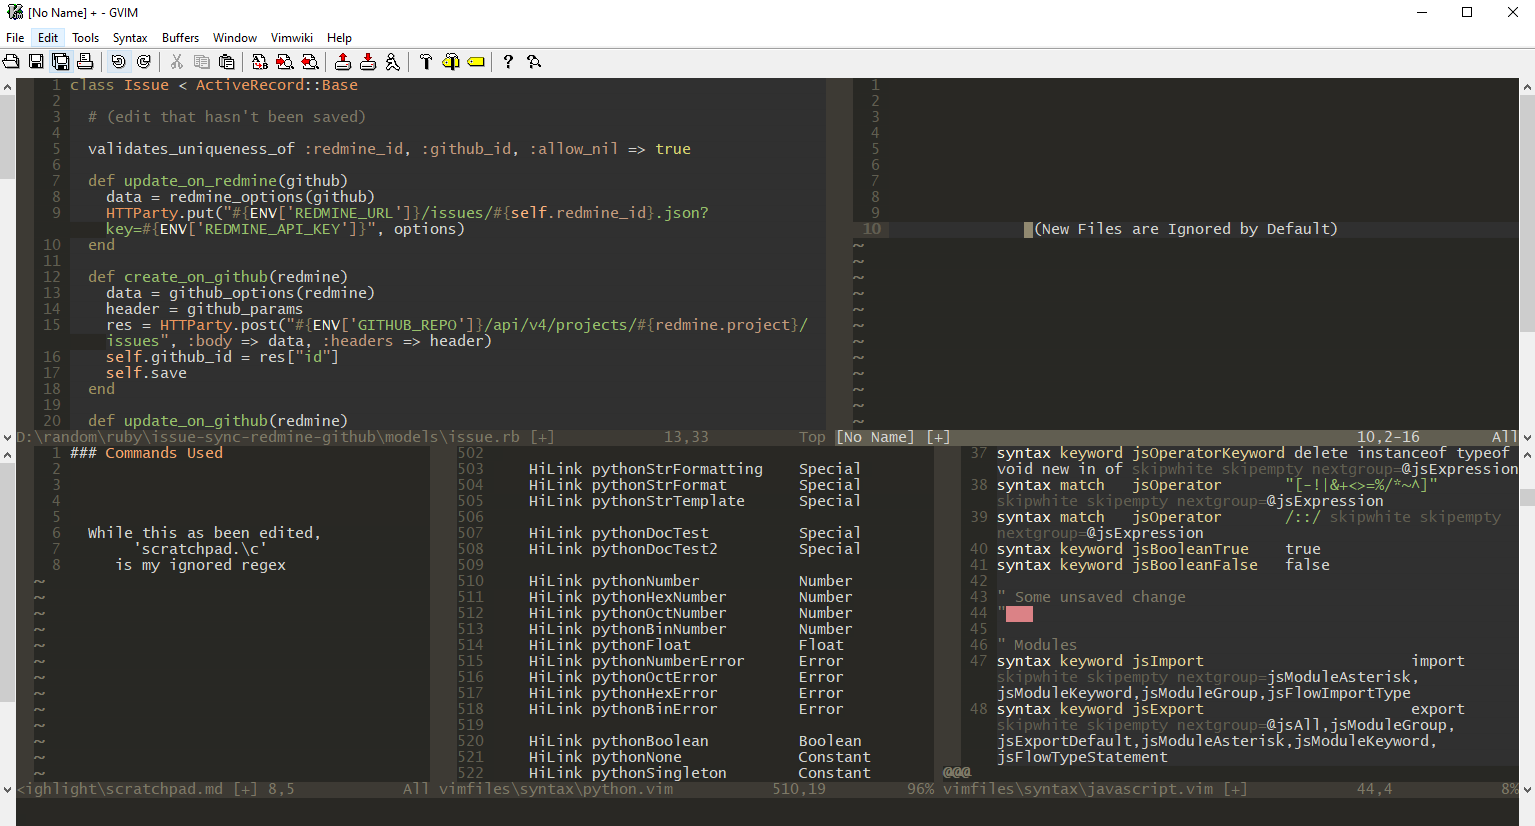 [No Name] + - GVIM
File Edit Tools Syntax Buffers Window Vimwiki Help
1 class Issue < ActiveRecord::Base
2
3 # (edit that hasn't been saved)
4
5 validates_uniqueness_of :redmine_id, :github_id, :allow_nil => true
6
7 def update_on_redmine(github)
8 data = redmine_options(github)
9 HTTParty.put("#{ENV['REDMINE_URL']}/issues/#{self.redmine_id}.json?
key=#{ENV['REDMINE_API_KEY']}", options)
10 end
11
12 def create_on_github(redmine)
13 data = github_options(redmine)
14 header = github_params
15 res = HTTParty.post("#{ENV['GITHUB_REPO']}/api/v4/projects/#{redmine.project}/
issues", :body => data, :headers => header)
16 self.github_id = res["id"]
17 self.save
18 end
19
20 def update_on_github(redmine)
D:\random\ruby\issue-sync-redmine-github\models\issue.rb [+] 13,33 Top
1
2
3
4
5
6
7
8
9
10 (New Files are Ignored by Default)
~
~
~
~
~
~
~
~
~
~
~
~
[No Name] [+] 10,2-16 All
1 ### Commands Used
2
3
4
5
6 While this as been edited,
7 'scratchpad.\c'
8 is my ignored regex
~
~
~
~
~
~
~
~
~
~
~
~
~
<ighlight\scratchpad.md [+] 8,5 All
502
503 HiLink pythonStrFormatting Special
504 HiLink pythonStrFormat Special
505 HiLink pythonStrTemplate Special
506
507 HiLink pythonDocTest Special
508 HiLink pythonDocTest2 Special
509
510 HiLink pythonNumber Number
511 HiLink pythonHexNumber Number
512 HiLink pythonOctNumber Number
513 HiLink pythonBinNumber Number
514 HiLink pythonFloat Float
515 HiLink pythonNumberError Error
516 HiLink pythonOctError Error
517 HiLink pythonHexError Error
518 HiLink pythonBinError Error
519
520 HiLink pythonBoolean Boolean
521 HiLink pythonNone Constant
522 HiLink pythonSingleton Constant
vimfiles\syntax\python.vim 510,19 96%
37 syntax keyword jsOperatorKeyword delete instanceof typeof
void new in of skipwhite skipempty nextgroup=@jsExpression
38 syntax match jsOperator "[-!|&+<>=%/*~^]"
skipwhite skipempty nextgroup=@jsExpression
39 syntax match jsOperator /::/ skipwhite skipempty
nextgroup=@jsExpression
40 syntax keyword jsBooleanTrue true
41 syntax keyword jsBooleanFalse false
42
43 " Some unsaved change
44 "
45
46 " Modules
47 syntax keyword jsImport import
skipwhite skipempty nextgroup=jsModuleAsterisk,
jsModuleKeyword,jsModuleGroup,jsFlowImportType
48 syntax keyword jsExport export
skipwhite skipempty nextgroup=@jsAll,jsModuleGroup,
jsExportDefault,jsModuleAsterisk,jsModuleKeyword,
jsFlowTypeStatement
@@@
vimfiles\syntax\javascript.vim [+] 44,4 8%